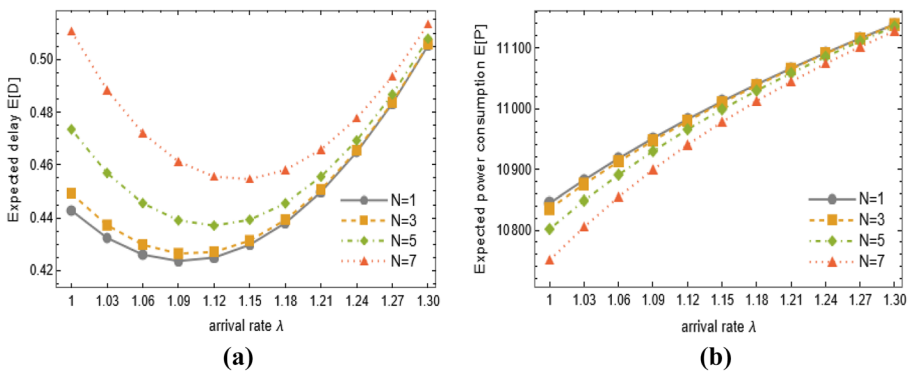 Expected delay E[D]
0.50
0.48
0.46
0.44
0.42
N=1
N=3
N=5
N=7
1 1.03 1.06 1.09 1.12 1.15 1.18 1.21 1.24 1.27 1.30
arrival rate λ
(a)
Expected power consumption E[P]
11100
11000
10900
10800
N=1
N=3
N=5
N=7
1 1.03 1.06 1.09 1.12 1.15 1.18 1.21 1.24 1.27 1.30
arrival rate λ
(b)